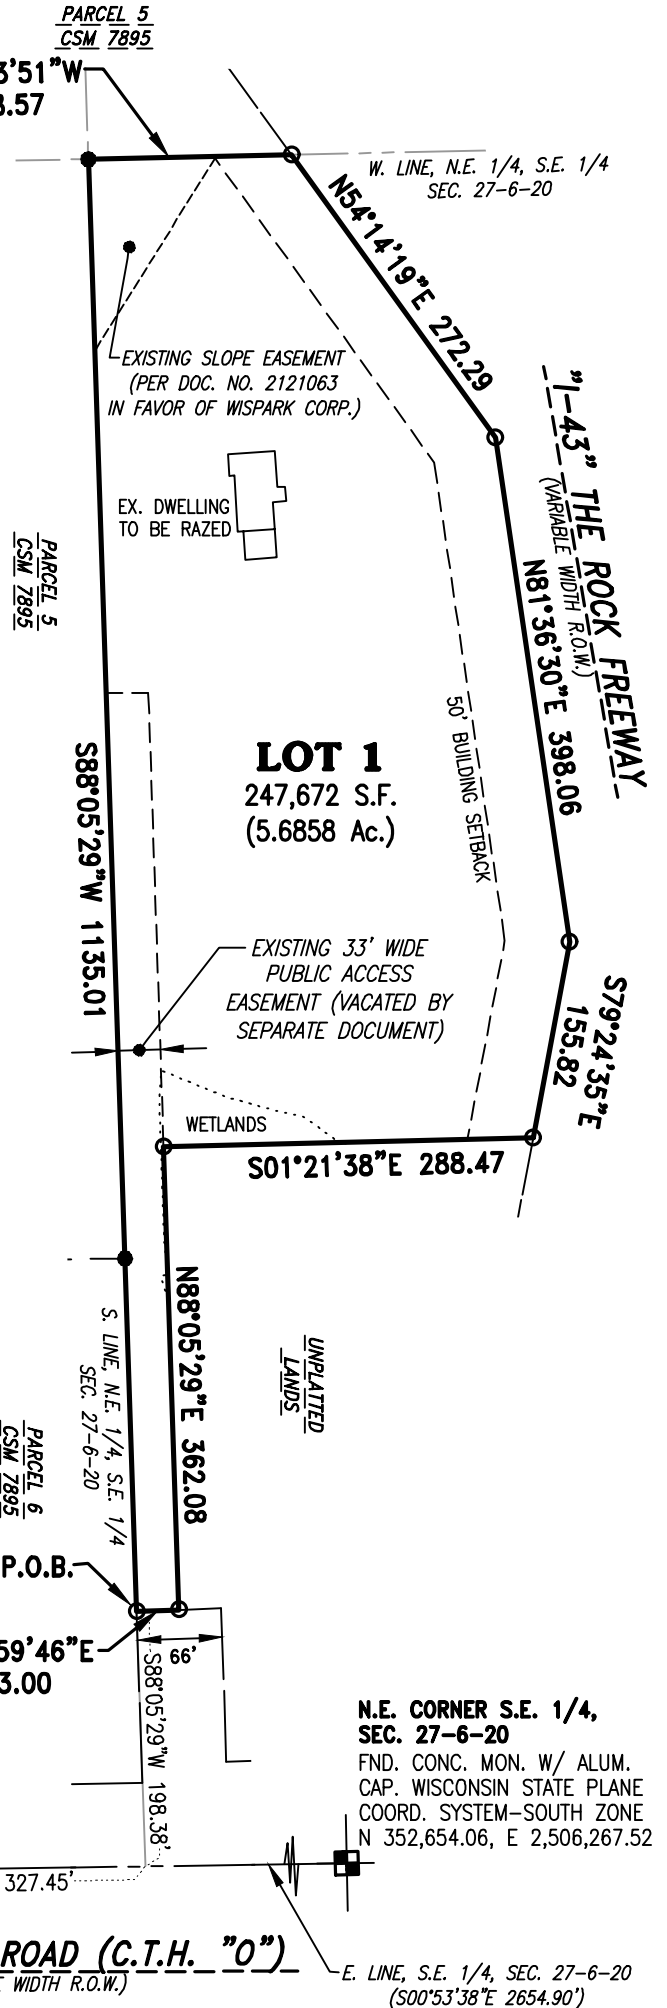 PARCEL 5
CSM 7895
3'51"W
3.57
W. LINE, N.E. 1/4, S.E. 1/4
SEC. 27-6-20
N54°14'19"E 272.29
EXISTING SLOPE EASEMENT
(PER DOC. NO. 2121063
IN FAVOR OF WISPARK CORP.)
"I-43" THE ROCK FREEWAY
(VARIABLE WIDTH R.O.W.)
EX. DWELLING
TO BE RAZED
PARCEL 5
CSM 7895
N81°36'30"E 398.06
50' BUILDING SETBACK
LOT 1
247,672 S.F.
(5.6858 Ac.)
S88°05'29"W 1135.01
EXISTING 33' WIDE
PUBLIC ACCESS
EASEMENT (VACATED BY
SEPARATE DOCUMENT)
S79°24'35"E
155.82
WETLANDS
S01°21'38"E 288.47
N88°05'29"E 362.08
S. LINE, N.E. 1/4, S.E. 1/4
SEC. 27-6-20
UNPLATTED
LANDS
PARCEL 6
CSM 7895
P.O.B.
59'46"E
3.00
66'
S88°05'29"W 198.38'
N.E. CORNER S.E. 1/4,
SEC. 27-6-20
FND. CONC. MON. W/ ALUM.
CAP. WISCONSIN STATE PLANE
COORD. SYSTEM-SOUTH ZONE
N 352,654.06, E 2,506,267.52
327.45'
ROAD (C.T.H. "O")
WIDTH R.O.W.)
E. LINE, S.E. 1/4, SEC. 27-6-20
(S00°53'38"E 2654.90')